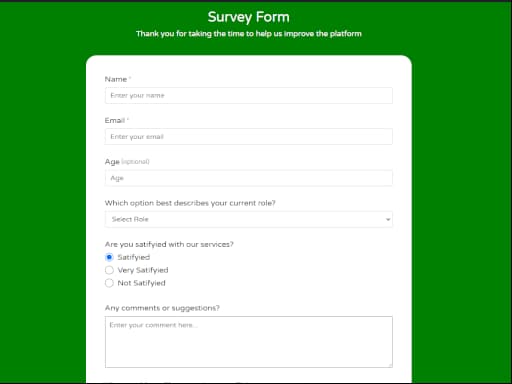 Survey Form
Thank you for taking the time to help us improve the platform
Name *
Enter your name
Email *
Enter your email
Age (optional)
Age
Which option best describes your current role?
Select Role
Are you satifyied with our services?
Satifyied
Very Satifyied
Not Satifyied
Any comments or suggestions?
Enter your comment here...